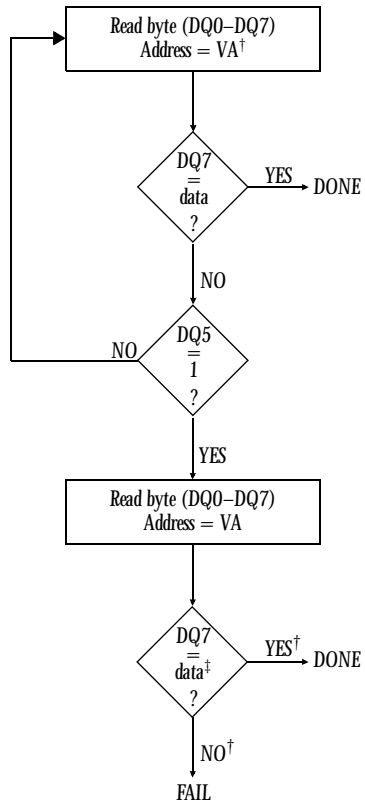 Read byte (DQ0–DQ7)
Address = VA†
DQ7
=
data
?
YES
DONE
NO
DQ5
=
1
?
NO
YES
Read byte (DQ0–DQ7)
Address = VA
DQ7
=
data‡
?
YES†
DONE
NO†
FAIL